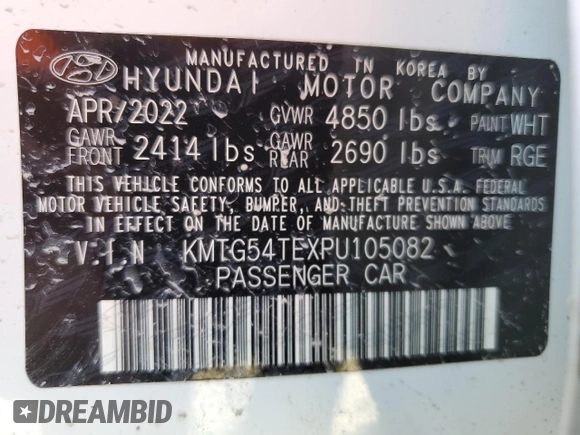 MANUFACTURED IN KOREA BY
HYUNDAI MOTOR COMPANY
APR/2022 GVWR 4850 lbs PAINT WHT
GAWR FRONT 2414 lbs GAWR REAR 2690 lbs TRIM RGE
THIS VEHICLE CONFORMS TO ALL APPLICABLE U.S.A. FEDERAL
MOTOR VEHICLE SAFETY, BUMPER, AND THEFT PREVENTION STANDARDS
IN EFFECT ON THE DATE OF MANUFACTURE SHOWN ABOVE
V I N KMTG54TEXPU105082
PASSENGER CAR
DREAMBID